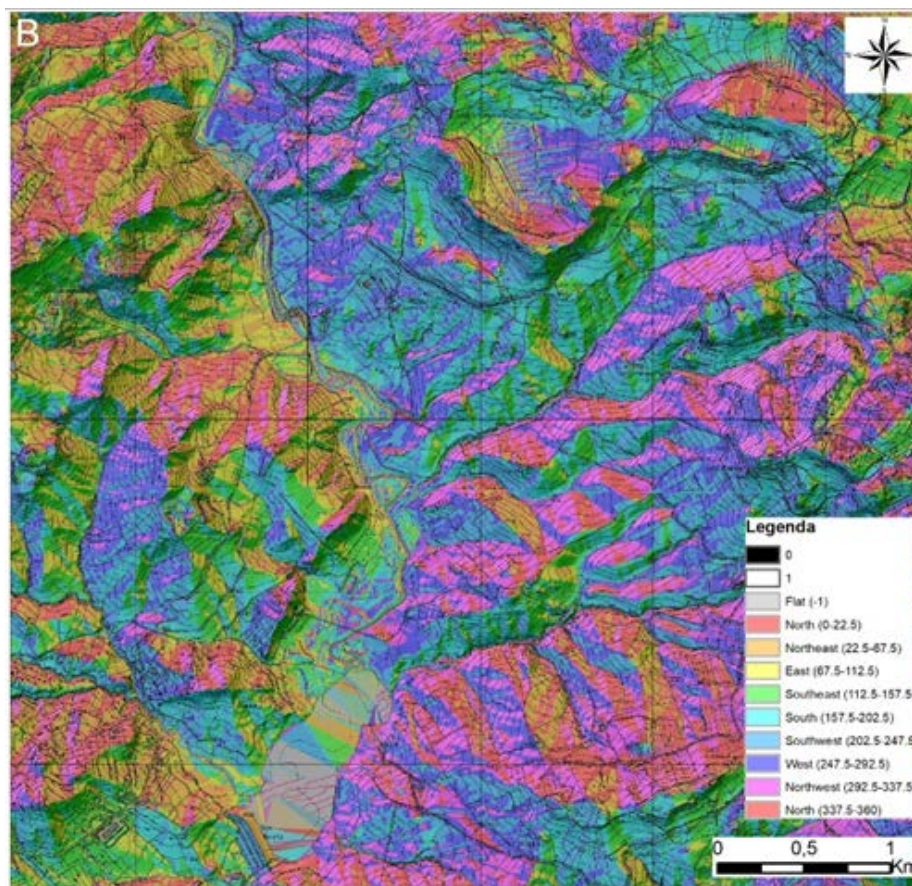 B
Legenda
0
1
Flat (-1)
North (0-22.5)
Northeast (22.5-67.5)
East (67.5-112.5)
Southeast (112.5-157.5
South (157.5-202.5)
Southwest (202.5-247.5
West (247.5-292.5)
Northwest (292.5-337.5
North (337.5-360)
0 0,5 1
Km